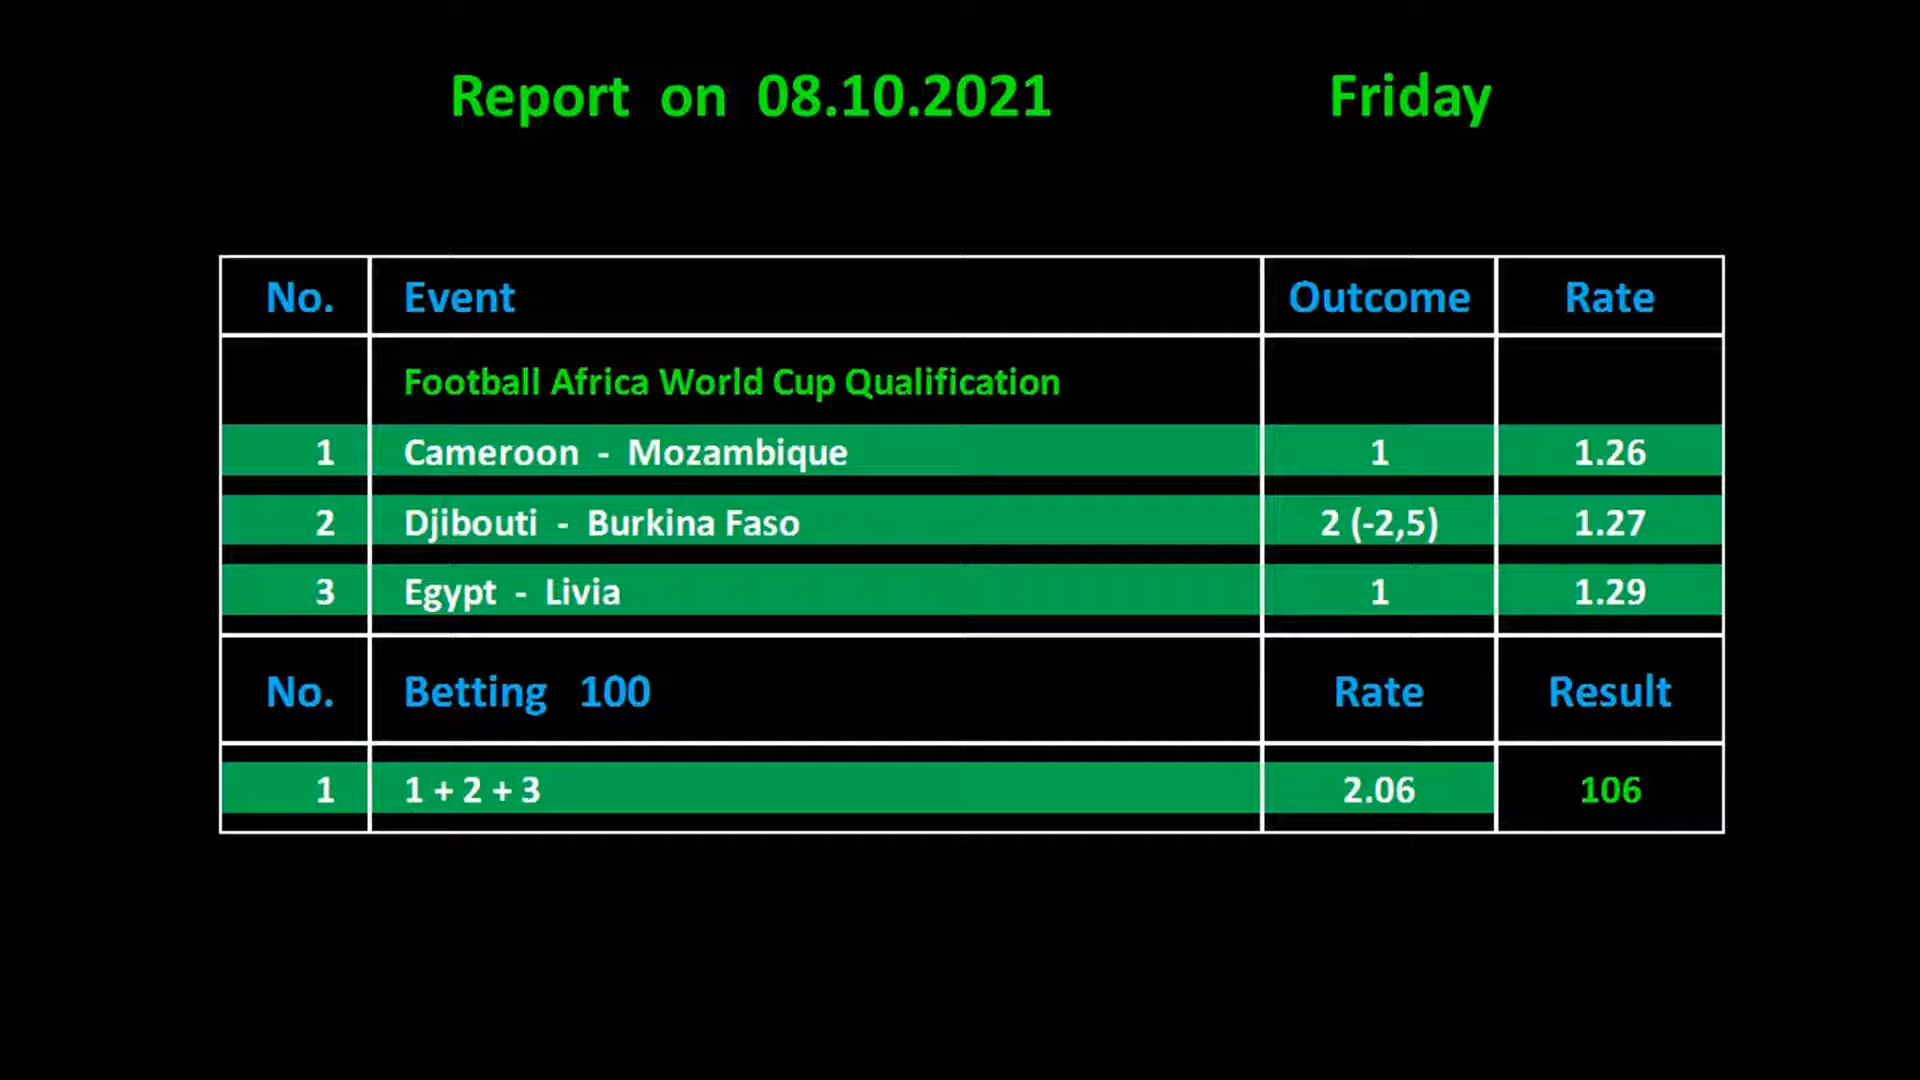 Report on 08.10.2021 Friday
No. Event Outcome Rate
Football Africa World Cup Qualification
1 Cameroon - Mozambique 1 1.26
2 Djibouti - Burkina Faso 2 (-2,5) 1.27
3 Egypt - Livia 1 1.29
No. Betting 100 Rate Result
1 1 + 2 + 3 2.06 106